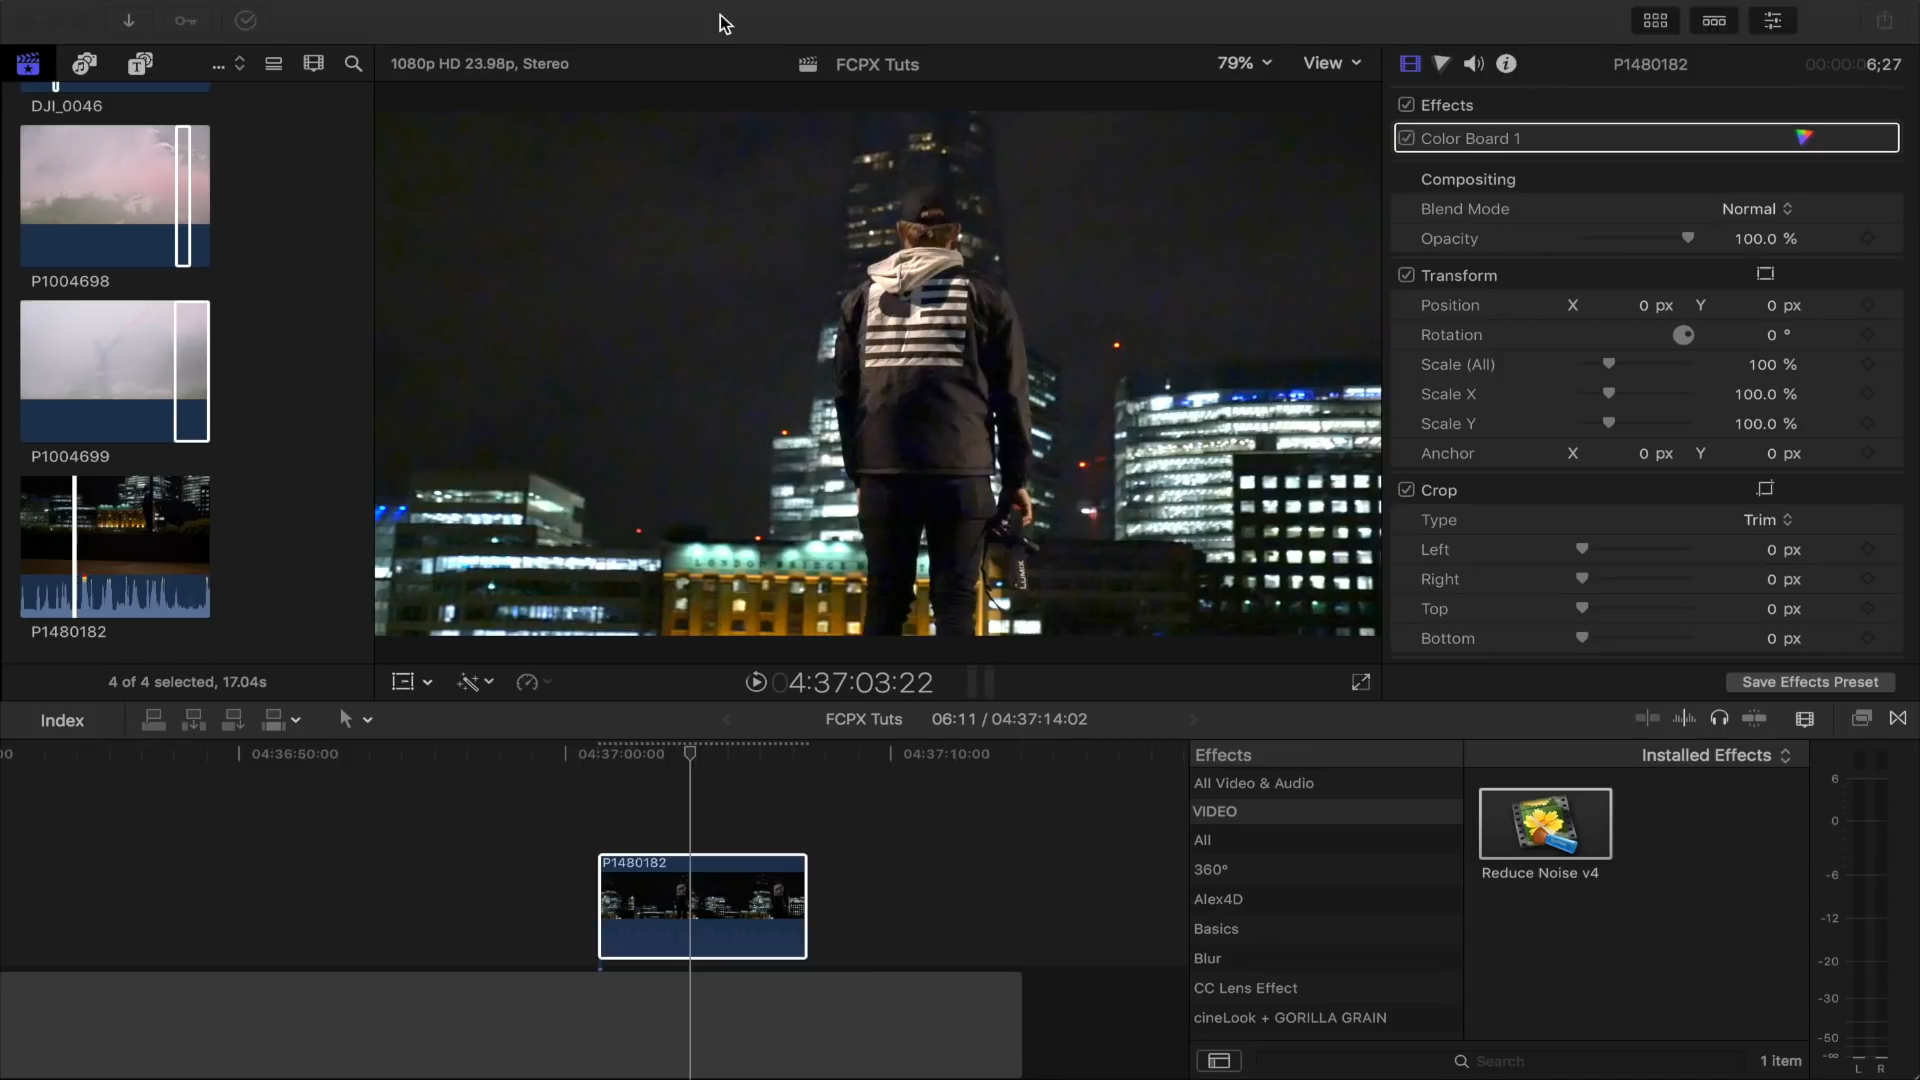 1080p HD 23.98p, Stereo
FCPX Tuts
79%
View
P1480182
00:00:06;27
DJI_0046
P1004698
P1004699
P1480182
4 of 4 selected, 17.04s
LUMIX
04:37:03:22
Effects
Color Board 1
Compositing
Blend Mode Normal
Opacity 100.0 %
Transform
Position X 0 px Y 0 px
Rotation 0 °
Scale (All) 100 %
Scale X 100.0 %
Scale Y 100.0 %
Anchor X 0 px Y 0 px
Crop
Type Trim
Left 0 px
Right 0 px
Top 0 px
Bottom 0 px
Save Effects Preset
Index
FCPX Tuts 06:11 / 04:37:14:02
00 04:36:50:00 04:37:00:00 04:37:10:00
P1480182
Effects
All Video & Audio
VIDEO
All
360°
Alex4D
Basics
Blur
CC Lens Effect
cineLook + GORILLA GRAIN
Installed Effects
Reduce Noise v4
Search
1 item
6
0
-6
-12
-20
-30
-50
-∞
L R